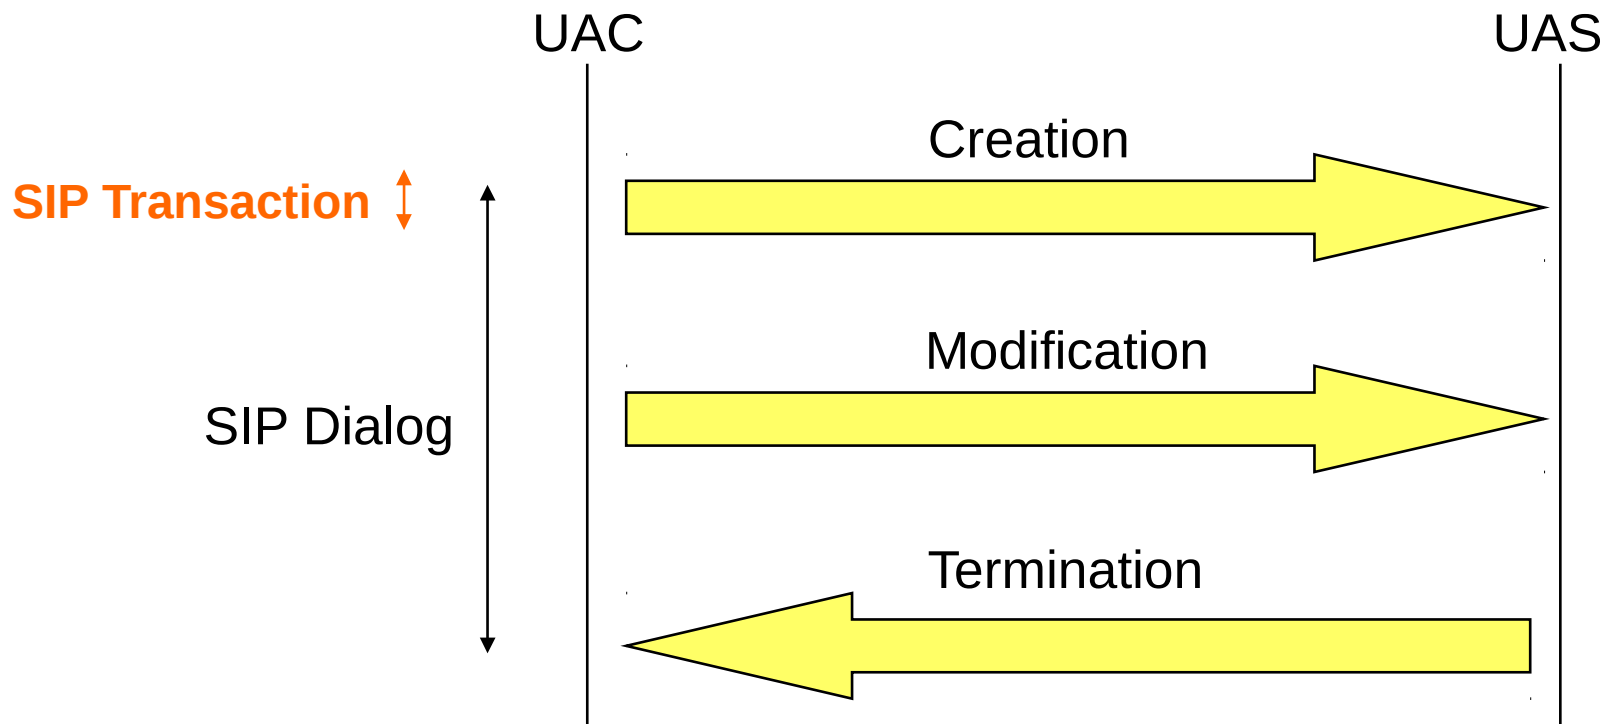 UAC
UAS
Creation
SIP Transaction
Modification
SIP Dialog
Termination